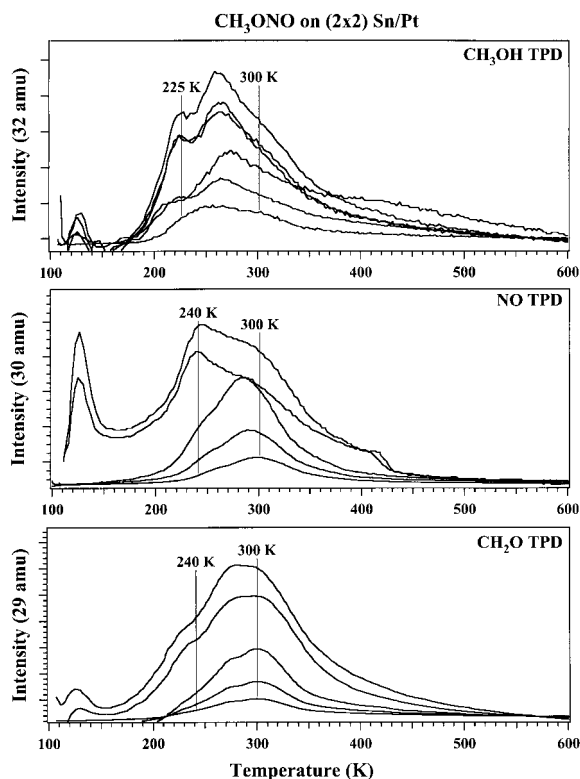 CH₃ONO on (2x2) Sn/Pt
CH₃OH TPD
225 K
300 K
Intensity (32 amu)
100 200 300 400 500 600
NO TPD
240 K
300 K
Intensity (30 amu)
100 200 300 400 500 600
CH₂O TPD
240 K
300 K
Intensity (29 amu)
100 200 300 400 500 600
Temperature (K)